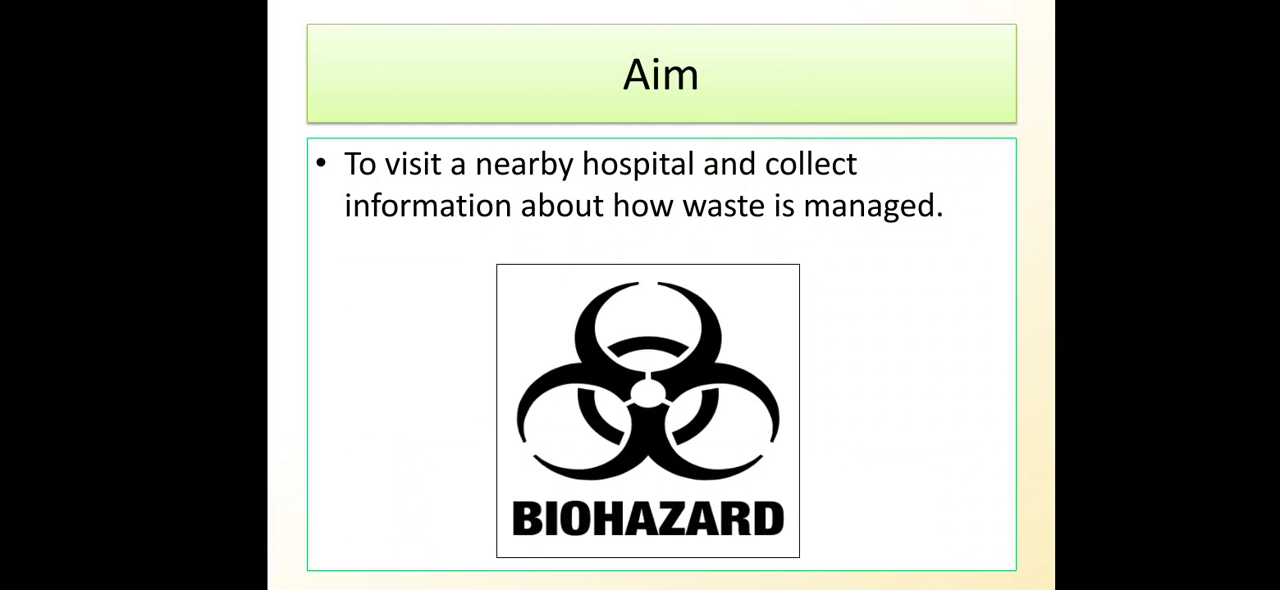 Aim
• To visit a nearby hospital and collect
information about how waste is managed.
BIOHAZARD